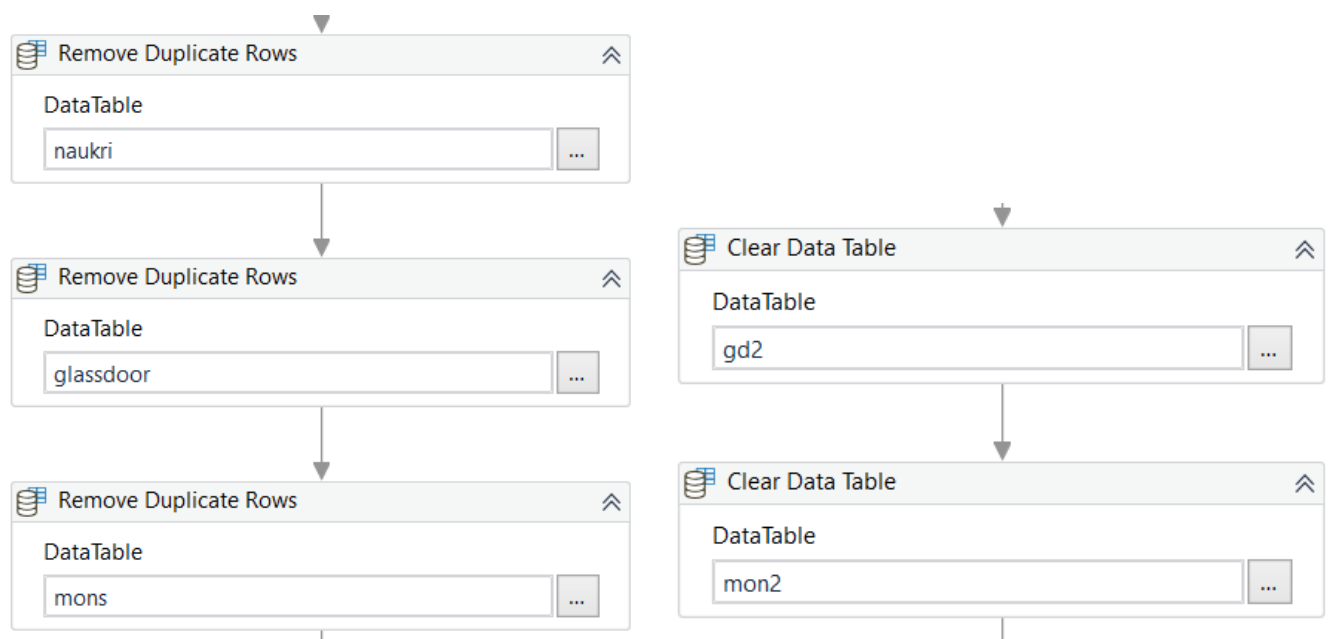 Remove Duplicate Rows
DataTable
naukri
...
Remove Duplicate Rows
DataTable
glassdoor
...
Remove Duplicate Rows
DataTable
mons
...
Clear Data Table
DataTable
gd2
...
Clear Data Table
DataTable
mon2
...